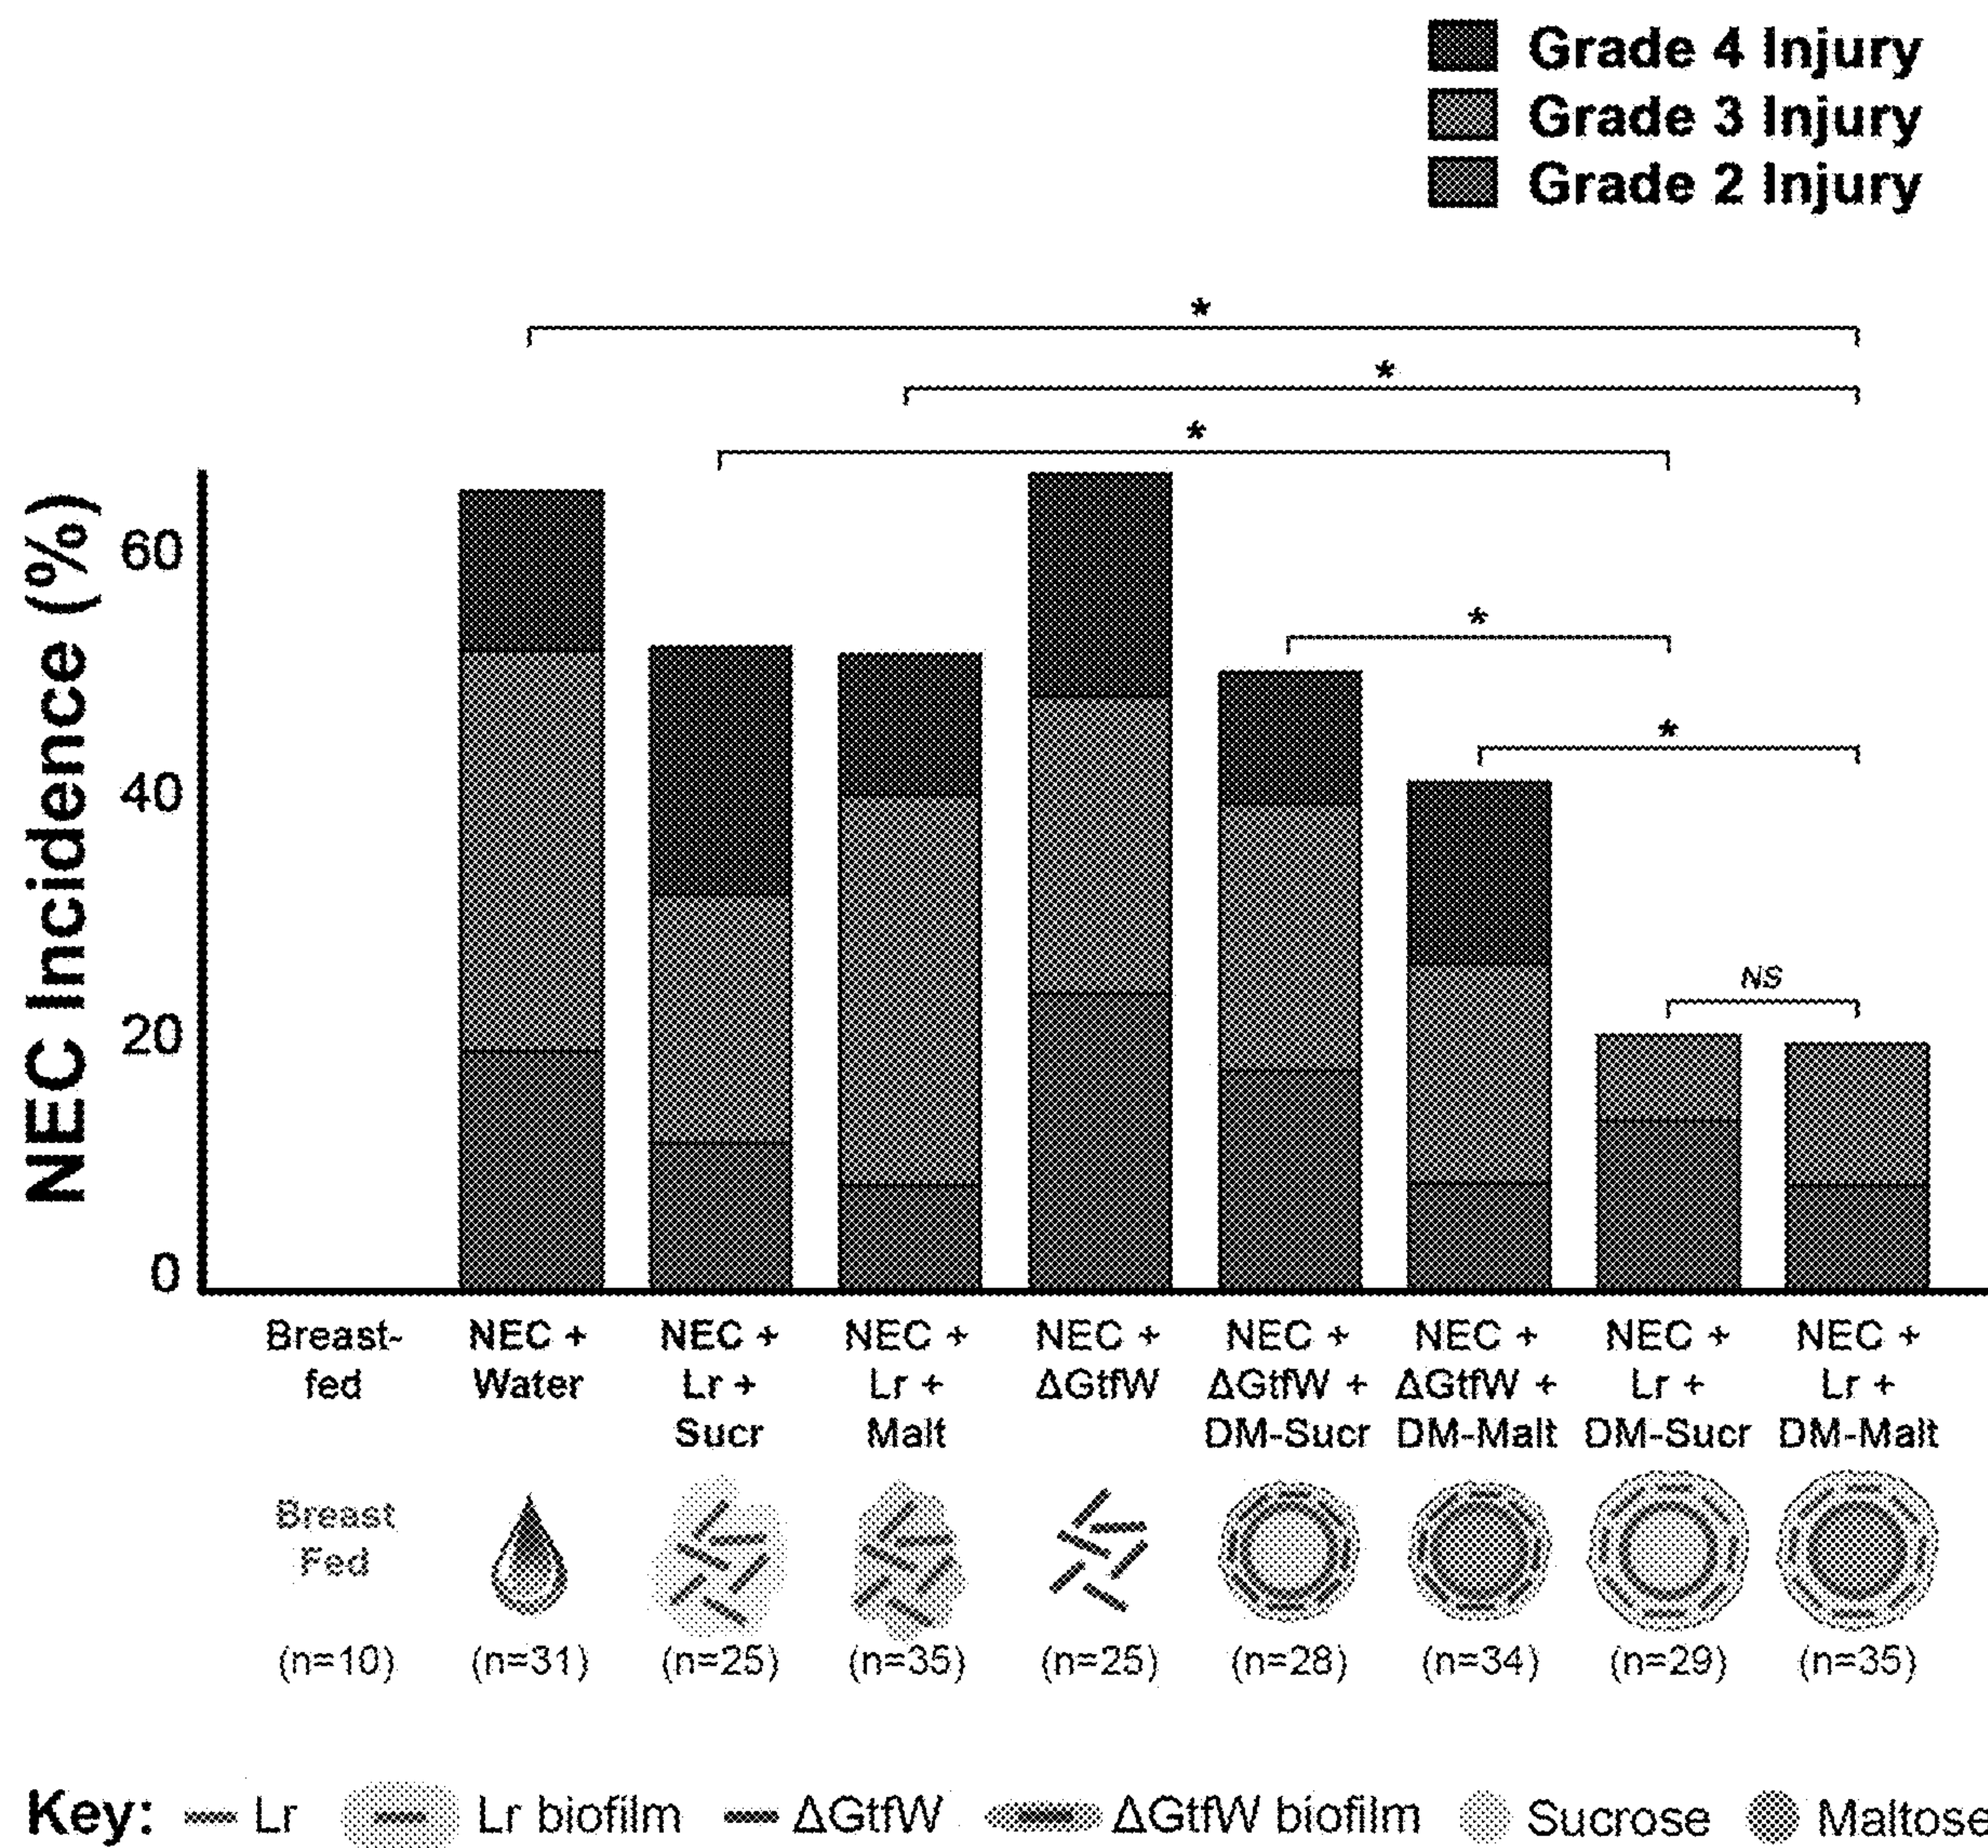 Grade 4 Injury
Grade 3 Injury
Grade 2 Injury
*
*
*
*
*
NS
NEC Incidence (%)
60
40
20
0
Breast-
fed
NEC +
Water
NEC +
Lr +
Sucr
NEC +
Lr +
Malt
NEC +
ΔGtfW
NEC +
ΔGtfW +
DM-Sucr
NEC +
ΔGtfW +
DM-Malt
NEC +
Lr +
DM-Sucr
NEC +
Lr +
DM-Malt
Breast
Fed
(n=10) (n=31) (n=25) (n=35) (n=25) (n=28) (n=34) (n=29) (n=35)
Key: Lr Lr biofilm ΔGtfW ΔGtfW biofilm Sucrose Maltose